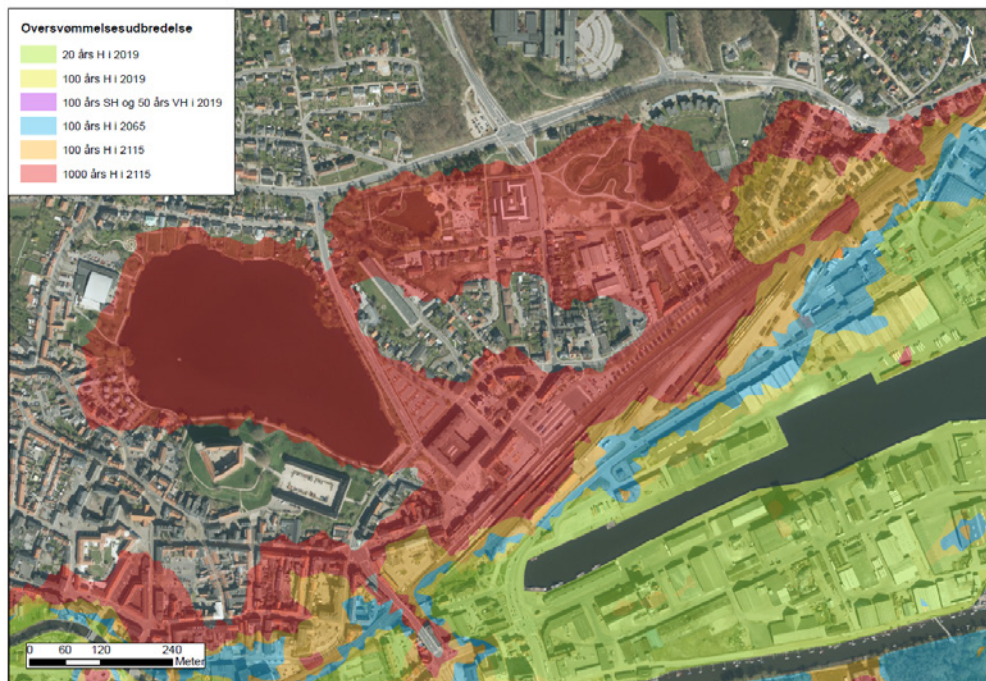 Oversvømmelsesudbredelse
20 års H i 2019
100 års H i 2019
100 års SH og 50 års VH i 2019
100 års H i 2065
100 års H i 2115
1000 års H i 2115
N
0 60 120 240
Meter